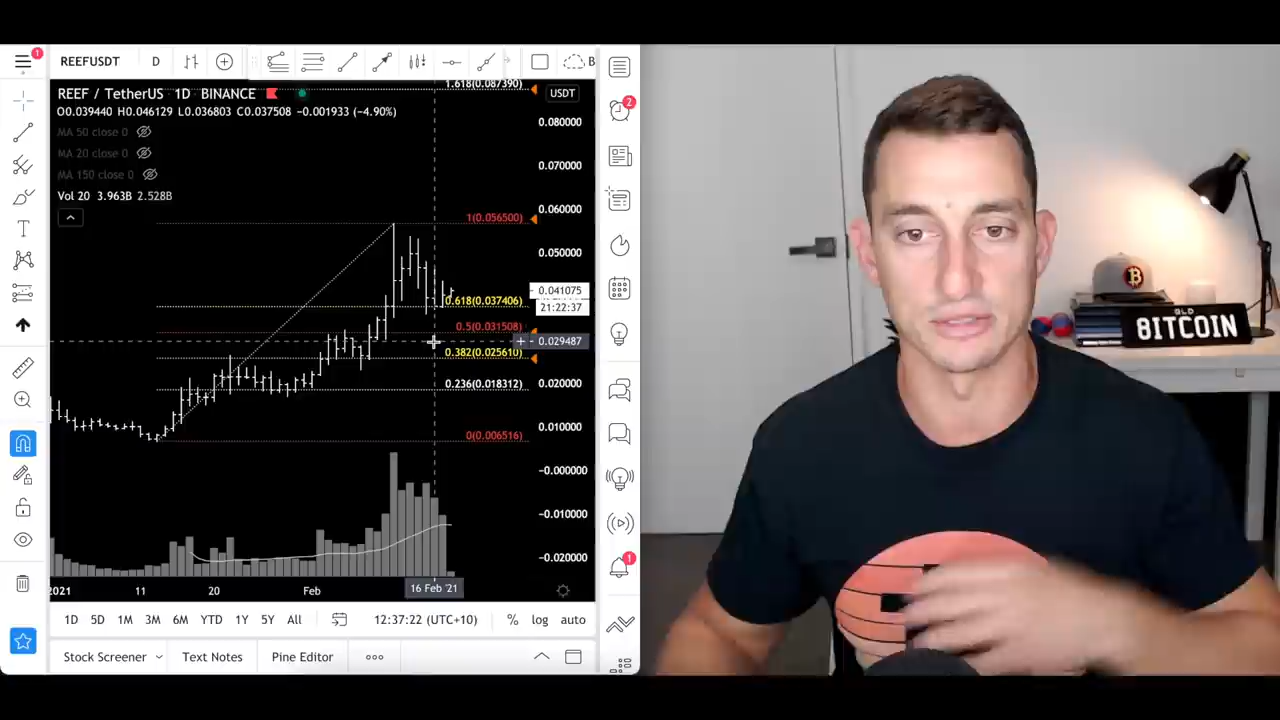 1
REEFUSDT D B
REEF / TetherUS 1D BINANCE
O0.039440 H0.046129 L0.036803 C0.037508 −0.001933 (−4.90%)
MA 50 close 0
MA 20 close 0
MA 150 close 0
Vol 20 3.963B 2.528B
1.618(0.087390)
1(0.056500)
0.618(0.037406)
0.5(0.031508)
0.382(0.025610)
0.236(0.018312)
0(0.006516)
USDT
0.080000
0.070000
0.060000
0.050000
0.041075
21:22:37
0.029487
0.020000
0.010000
-0.000000
-0.010000
-0.020000
2021 11 20 Feb 16 Feb '21
1D 5D 1M 3M 6M YTD 1Y 5Y All 12:37:22 (UTC+10) % log auto
Stock Screener Text Notes Pine Editor
2
1
B
QLD
BITCOIN